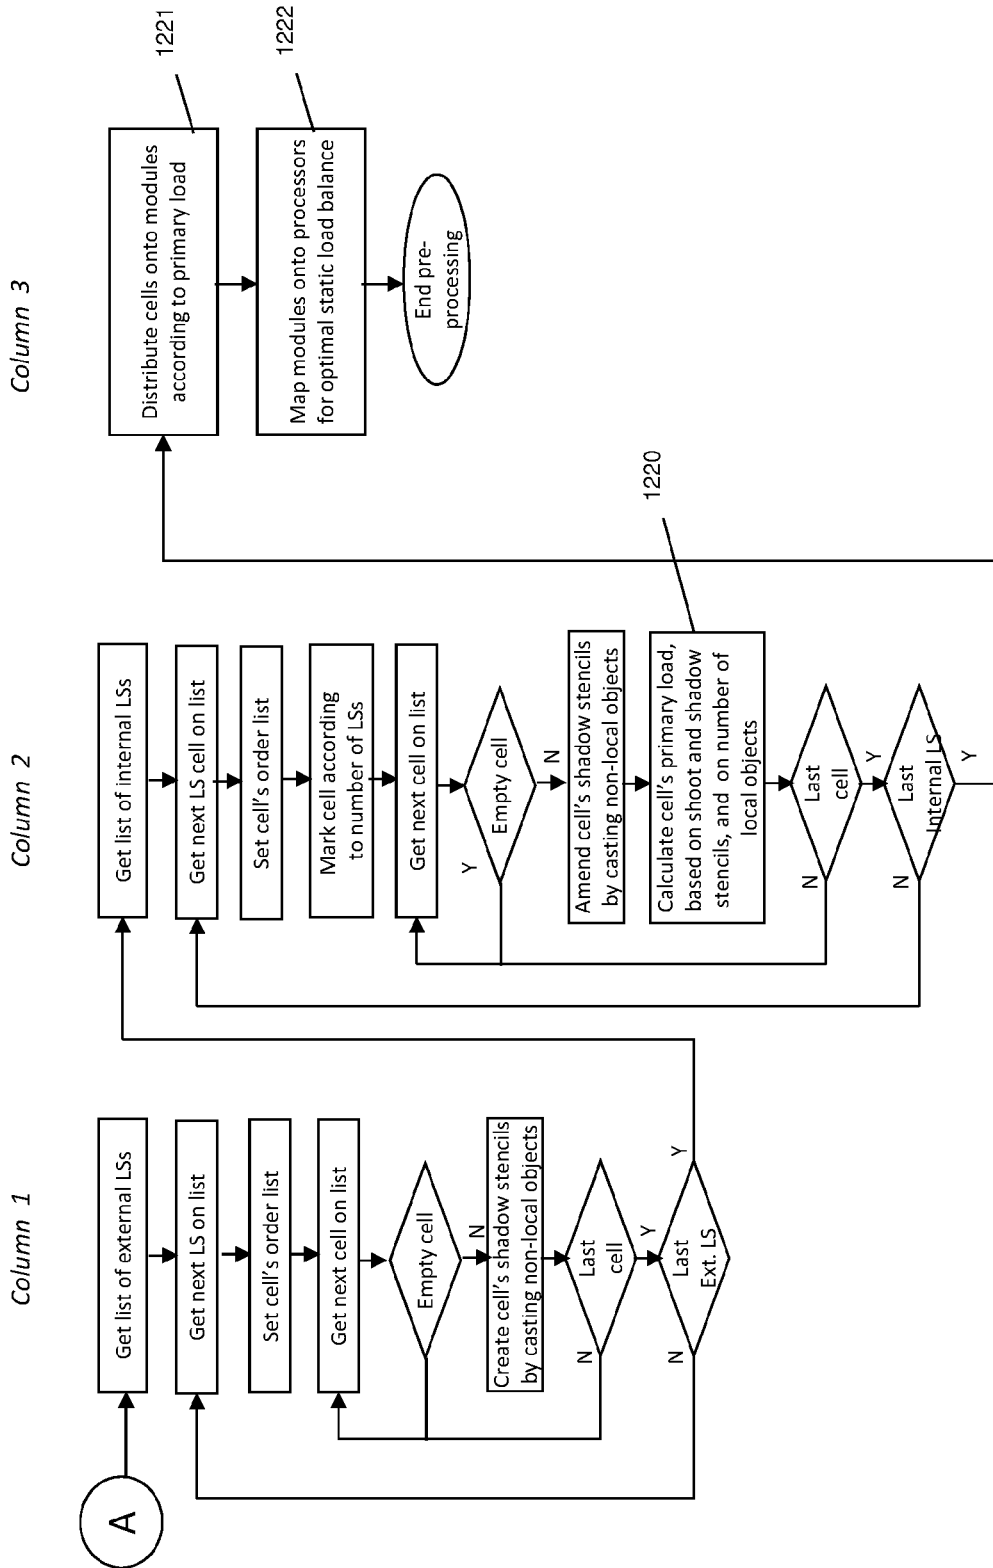 Column 1
A
Get list of external LSs
Get next LS on list
Set cell's order list
Get next cell on list
Empty cell
N
Create cell's shadow stencils
by casting non-local objects
Last
cell
N
Y
Last
Ext. LS
N
Y
Column 2
Get list of internal LSs
Get next LS cell on list
Set cell's order list
Mark cell according
to number of LSs
Get next cell on list
Empty cell
Y
N
Amend cell's shadow stencils
by casting non-local objects
Calculate cell's primary load,
based on shoot and shadow
stencils, and on number of
local objects
1220
Last
cell
N
Y
Last
Internal LS
N
Y
Column 3
Distribute cells onto modules
according to primary load
1221
Map modules onto processors
for optimal static load balance
1222
End pre-
processing